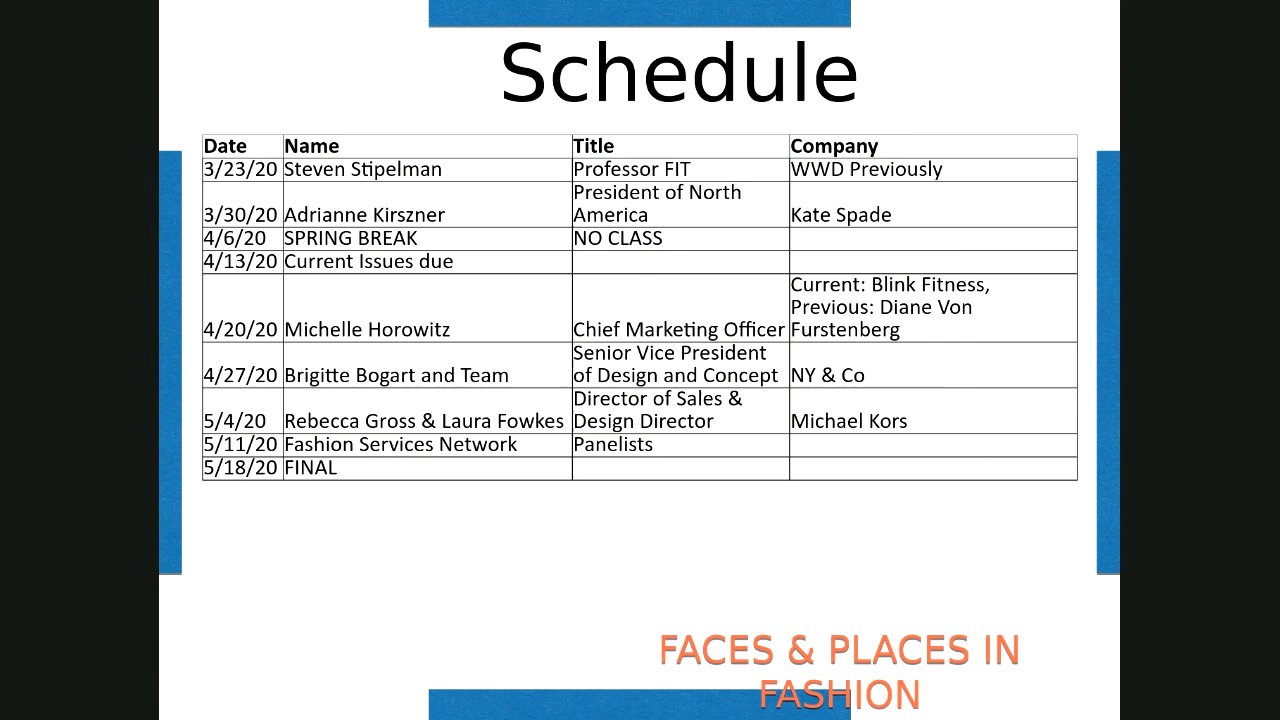 Schedule
Date Name Title Company
3/23/20 Steven Stipelman Professor FIT WWD Previously
President of North
3/30/20 Adrianne Kirszner America Kate Spade
4/6/20 SPRING BREAK NO CLASS
4/13/20 Current Issues due
Current: Blink Fitness,
Previous: Diane Von
4/20/20 Michelle Horowitz Chief Marketing Officer Furstenberg
Senior Vice President
4/27/20 Brigitte Bogart and Team of Design and Concept NY & Co
Director of Sales &
5/4/20 Rebecca Gross & Laura Fowkes Design Director Michael Kors
5/11/20 Fashion Services Network Panelists
5/18/20 FINAL
FACES & PLACES IN
FASHION